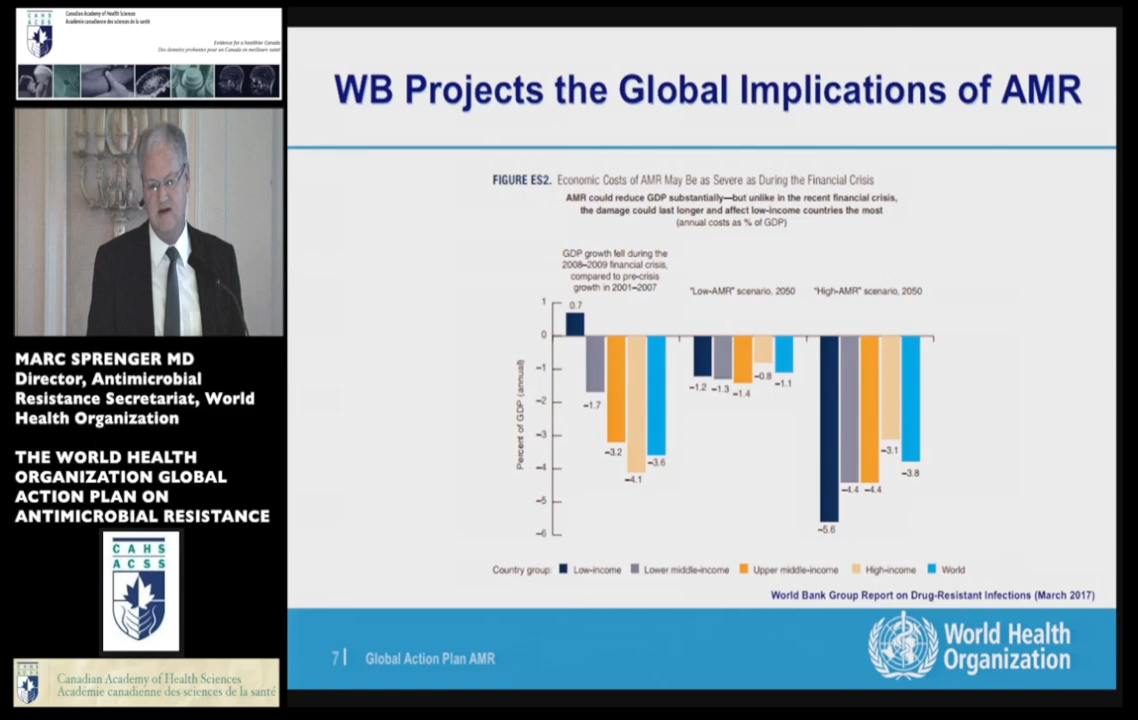 Canadian Academy of Health Sciences
Académie canadienne des sciences de la santé
Evidence for a healthier Canada
Des données probantes pour un Canada en meilleure santé
MARC SPRENGER MD
Director, Antimicrobial
Resistance Secretariat, World
Health Organization
THE WORLD HEALTH
ORGANIZATION GLOBAL
ACTION PLAN ON
ANTIMICROBIAL RESISTANCE
CAHS
ACSS
Canadian Academy of Health Sciences
Académie canadienne des sciences de la santé
WB Projects the Global Implications of AMR
FIGURE ES2. Economic Costs of AMR May Be as Severe as During the Financial Crisis
AMR could reduce GDP substantially—but unlike in the recent financial crisis,
the damage could last longer and affect low-income countries the most
(annual costs as % of GDP)
GDP growth fell during the
2008–2009 financial crisis,
compared to pre-crisis
growth in 2001–2007
"Low-AMR" scenario, 2050
"High-AMR" scenario, 2050
Percent of GDP (annual)
1
0
–1
–2
–3
–4
–5
–6
0.7
–1.7
–3.2
–4.1
–3.6
–1.2
–1.3
–1.4
–0.8
–1.1
–5.6
–4.4
–4.4
–3.1
–3.8
Country group: Low-income Lower middle-income Upper middle-income High-income World
World Bank Group Report on Drug-Resistant Infections (March 2017)
7 | Global Action Plan AMR
World Health
Organization